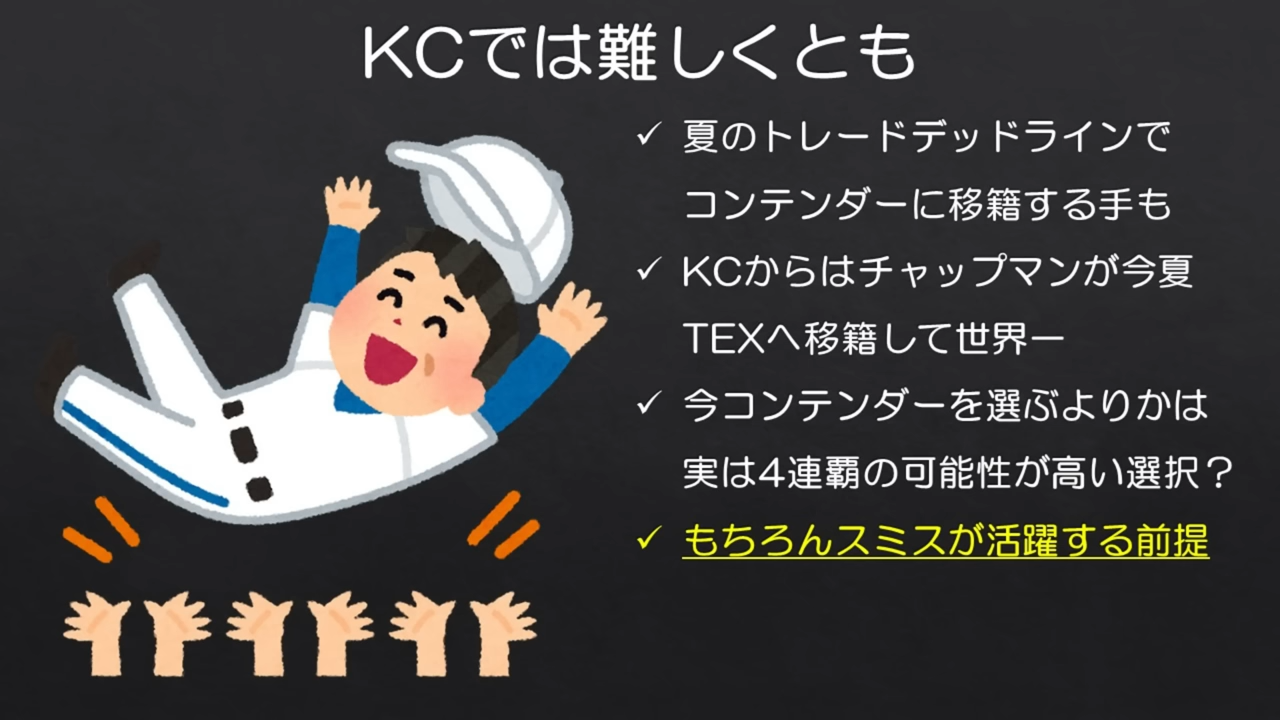 KCでは難しくとも
✓ 夏のトレードデッドラインで
コンテンダーに移籍する手も
✓ KCからはチャップマンが今夏
TEXへ移籍して世界一
✓ 今コンテンダーを選ぶよりかは
実は4連覇の可能性が高い選択？
✓ もちろんスミスが活躍する前提